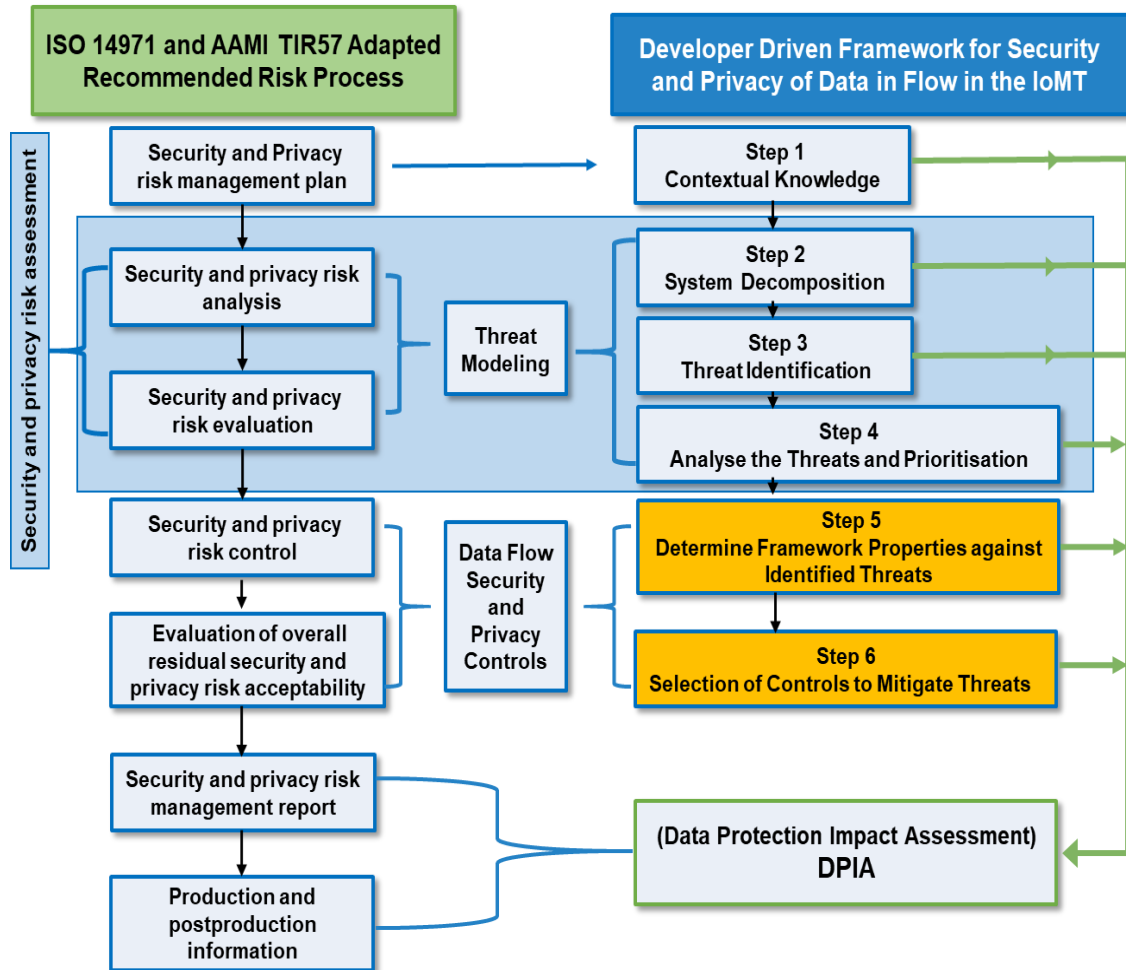 ISO 14971 and AAMI TIR57 Adapted
Recommended Risk Process
Developer Driven Framework for Security
and Privacy of Data in Flow in the IoMT
Security and privacy risk assessment
Security and Privacy
risk management plan
Step 1
Contextual Knowledge
Security and privacy risk
analysis
Security and privacy
risk evaluation
Threat
Modeling
Step 2
System Decomposition
Step 3
Threat Identification
Step 4
Analyse the Threats and Prioritisation
Security and privacy
risk control
Evaluation of overall
residual security and
privacy risk acceptability
Data Flow
Security
and
Privacy
Controls
Step 5
Determine Framework Properties against
Identified Threats
Step 6
Selection of Controls to Mitigate Threats
Security and privacy risk
management report
Production and
postproduction
information
(Data Protection Impact Assessment)
DPIA